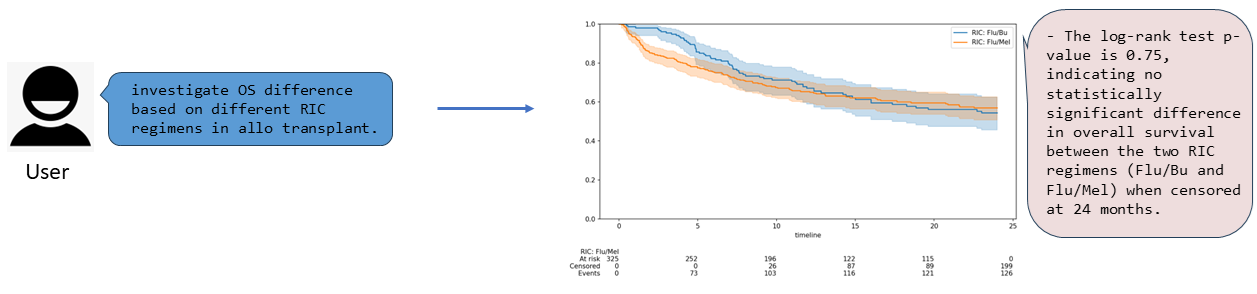 investigate OS difference
based on different RIC
regimens in allo transplant.
User
1.0
0.8
0.6
0.4
0.2
0.0
0 5 10 15 20 25
timeline
RIC: Flu/Bu
RIC: Flu/Mel
RIC: Flu/Mel
At risk 325 252 196 122 115 0
Censored 0 0 26 87 89 199
Events 0 73 103 116 121 126
- The log-rank test p-
value is 0.75,
indicating no
statistically
significant difference
in overall survival
between the two RIC
regimens (Flu/Bu and
Flu/Mel) when censored
at 24 months.